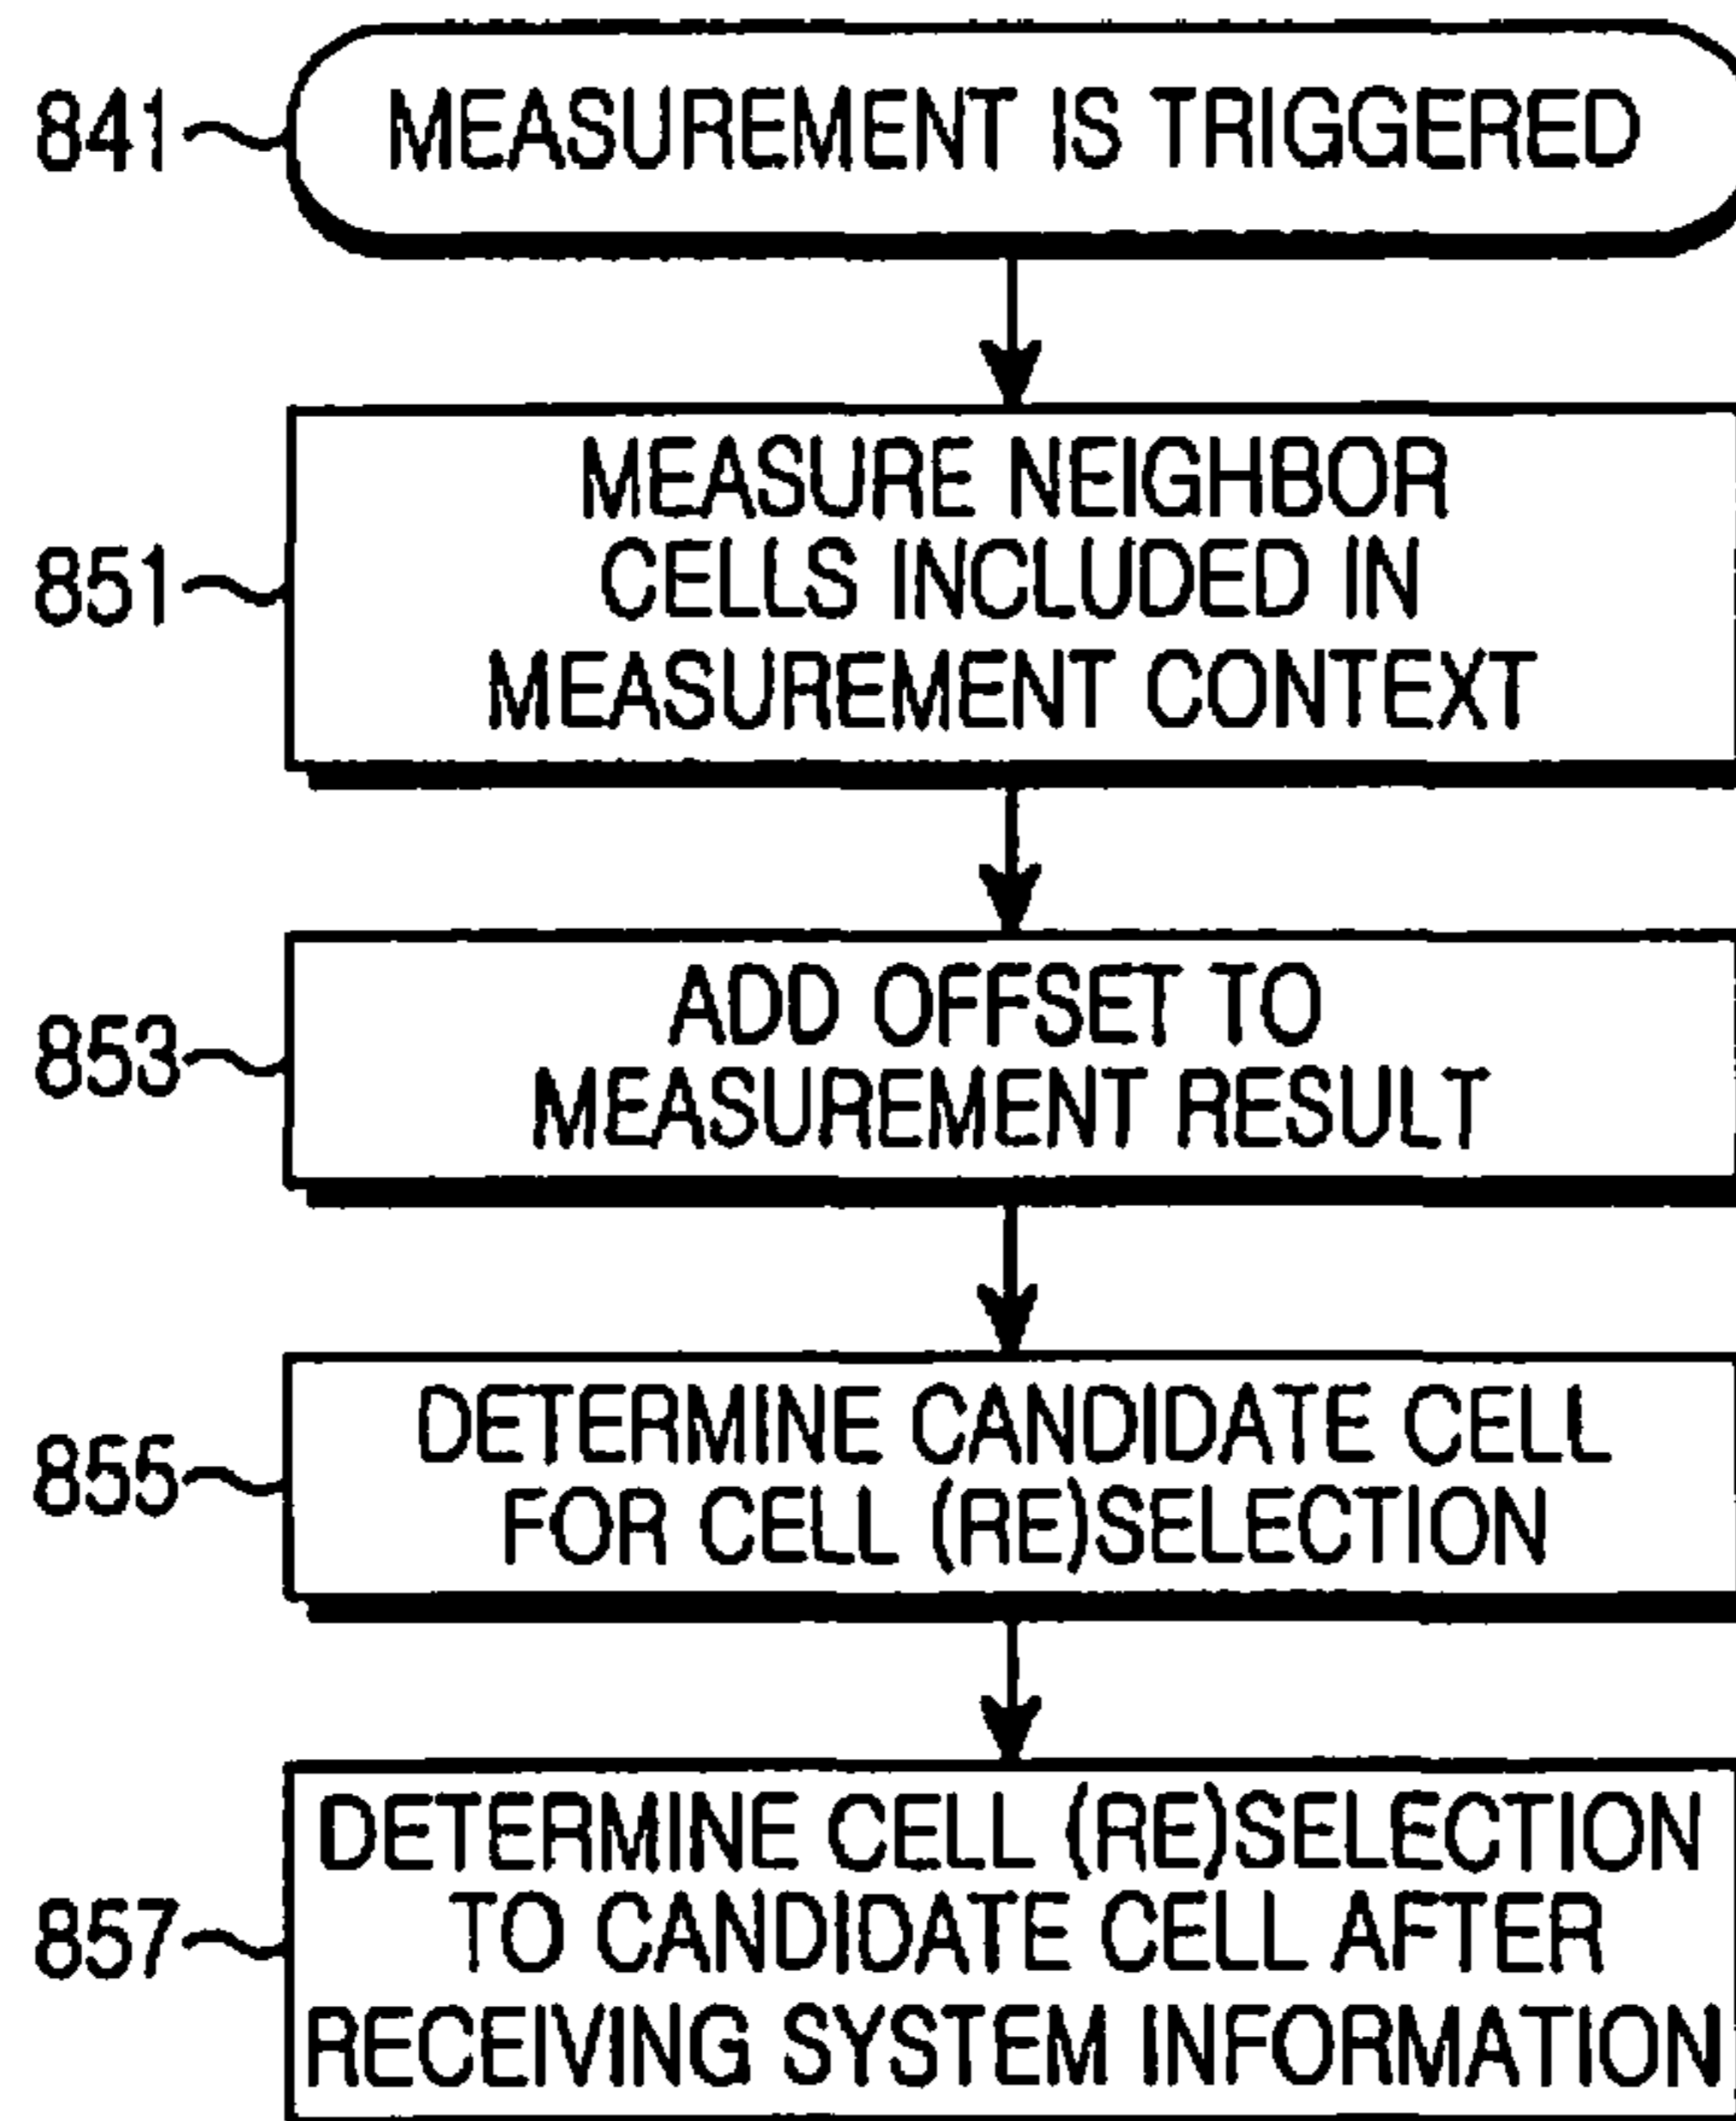 841 MEASUREMENT IS TRIGGERED
MEASURE NEIGHBOR
851 CELLS INCLUDED IN
MEASUREMENT CONTEXT
ADD OFFSET TO
853 MEASUREMENT RESULT
DETERMINE CANDIDATE CELL
855 FOR CELL (RE)SELECTION
DETERMINE CELL (RE)SELECTION
857 TO CANDIDATE CELL AFTER
RECEIVING SYSTEM INFORMATION